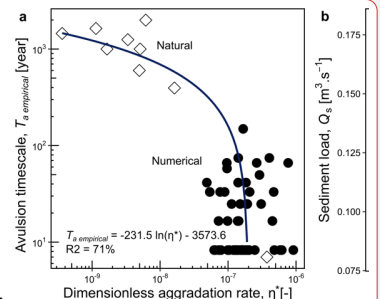 a
b
Avulsion timescale, Ta empirical [year]
10³
10²
10¹
Natural
Numerical
Ta empirical = -231.5 ln(η*) - 3573.6
R2 = 71%
10⁻⁹
10⁻⁸
10⁻⁷
10⁻⁶
Dimensionless aggradation rate, η*[-]
Sediment load, Qs [m³.s⁻¹]
0.175
0.150
0.125
0.100
0.075